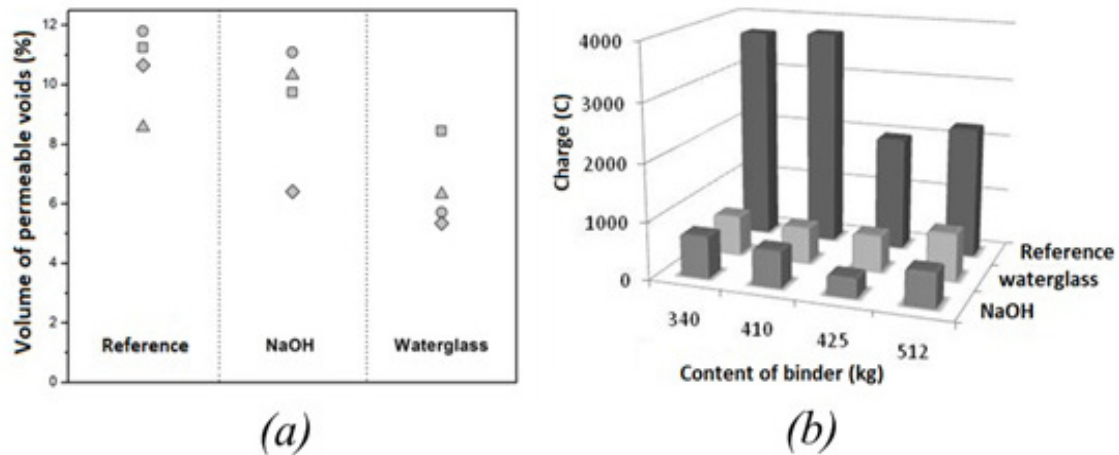 Volume of permeable voids (%)
12
10
8
6
4
2
0
Reference
NaOH
Waterglass
(a)
Charge (C)
4000
3000
2000
1000
0
340
410
425
512
Content of binder (kg)
Reference
waterglass
NaOH
(b)